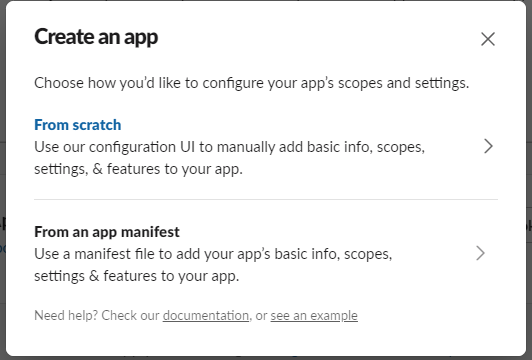 Create an app
Choose how you'd like to configure your app's scopes and settings.
From scratch
Use our configuration UI to manually add basic info, scopes,
settings, & features to your app.
From an app manifest
Use a manifest file to add your app's basic info, scopes,
settings & features to your app.
Need help? Check our documentation, or see an example